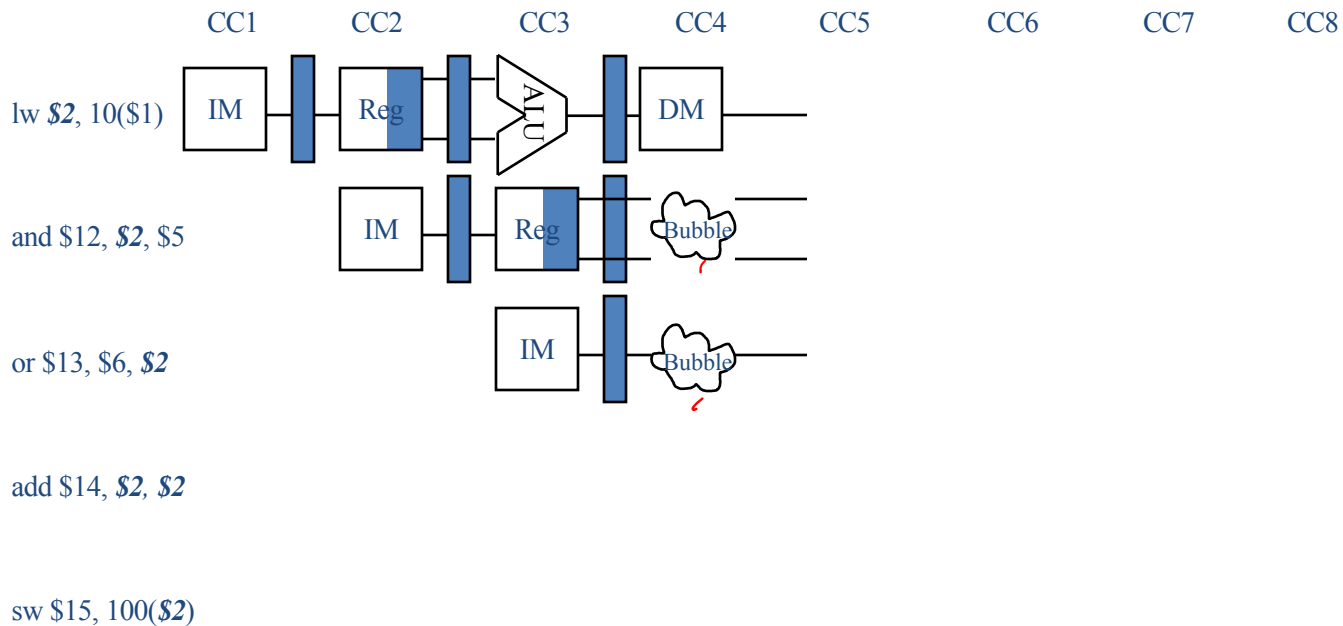 CC1 CC2 CC3 CC4 CC5 CC6 CC7 CC8
lw $2, 10($1) IM Reg ALU DM
and $12, $2, $5 IM Reg Bubble
or $13, $6, $2 IM Bubble
add $14, $2, $2
sw $15, 100($2)